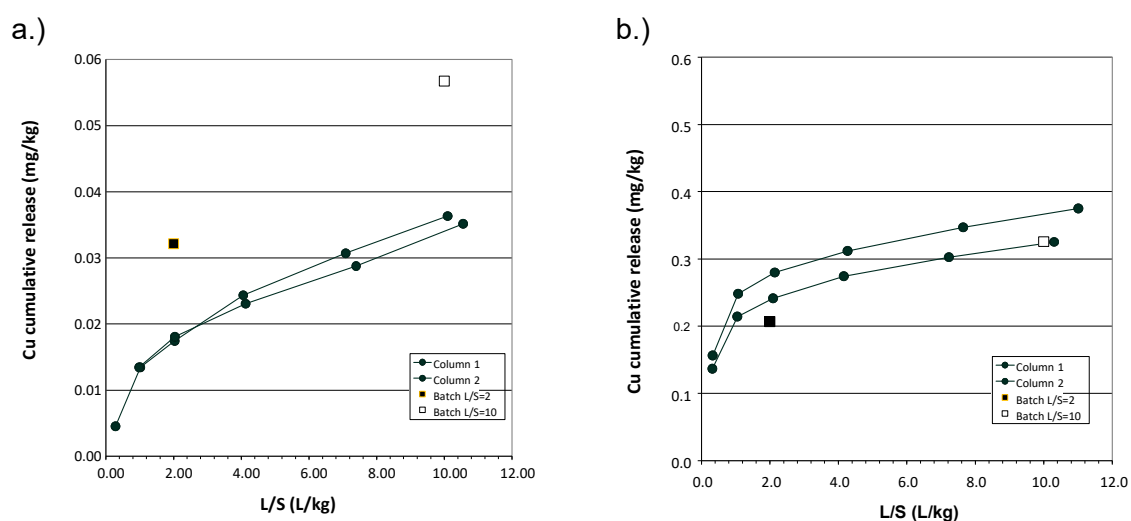 a.)
0.06
0.05
0.04
0.03
0.02
0.01
0.00
Cu cumulative release (mg/kg)
Column 1
Column 2
Batch L/S=2
Batch L/S=10
0.00 2.00 4.00 6.00 8.00 10.00 12.00
L/S (L/kg)
b.)
0.6
0.5
0.4
0.3
0.2
0.1
0.0
Cu cumulative release (mg/kg)
Column 1
Column 2
Batch L/S=2
Batch L/S=10
0.0 2.0 4.0 6.0 8.0 10.0 12.0
L/S (L/kg)